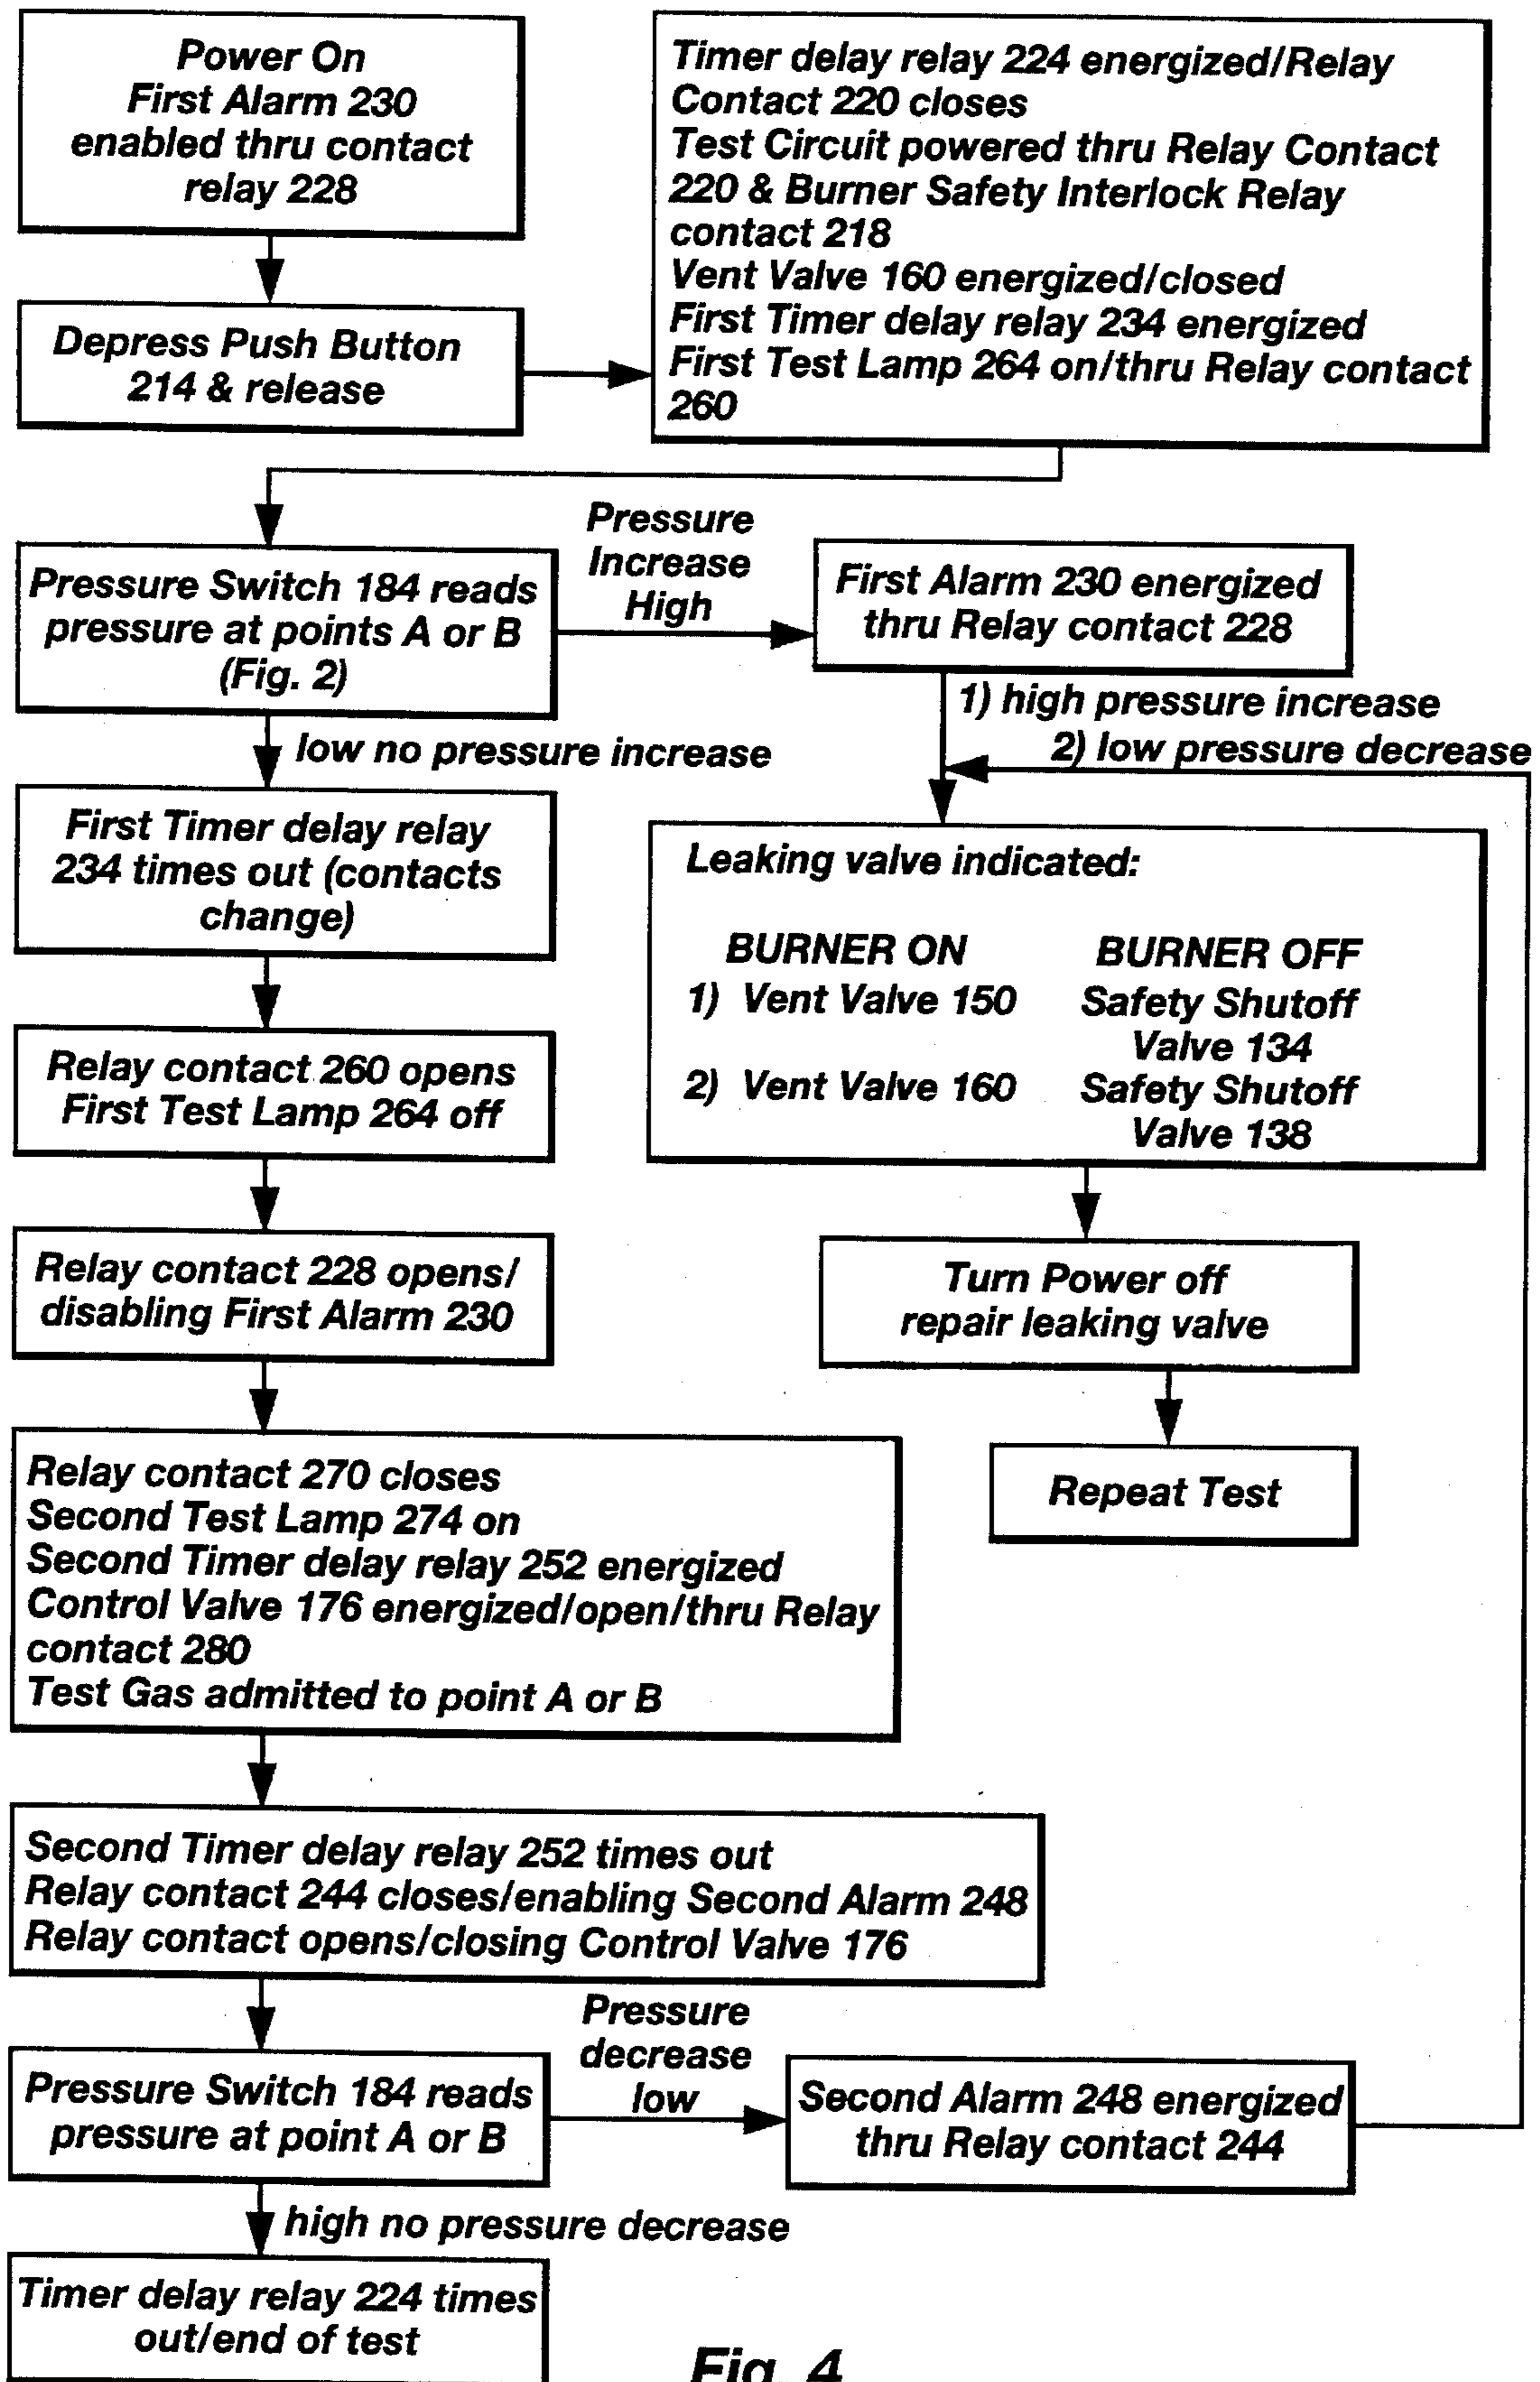 Power On
First Alarm 230
enabled thru contact
relay 228
Timer delay relay 224 energized/Relay
Contact 220 closes
Test Circuit powered thru Relay Contact
220 & Burner Safety Interlock Relay
contact 218
Vent Valve 160 energized/closed
First Timer delay relay 234 energized
First Test Lamp 264 on/thru Relay contact
260
Depress Push Button
214 & release
Pressure Switch 184 reads
pressure at points A or B
(Fig. 2)
Pressure
Increase
High
First Alarm 230 energized
thru Relay contact 228
1) high pressure increase
2) low pressure decrease
low no pressure increase
First Timer delay relay
234 times out (contacts
change)
Leaking valve indicated:
BURNER ON BURNER OFF
1) Vent Valve 150 Safety Shutoff
Valve 134
2) Vent Valve 160 Safety Shutoff
Valve 138
Relay contact 260 opens
First Test Lamp 264 off
Relay contact 228 opens/
disabling First Alarm 230
Turn Power off
repair leaking valve
Repeat Test
Relay contact 270 closes
Second Test Lamp 274 on
Second Timer delay relay 252 energized
Control Valve 176 energized/open/thru Relay
contact 280
Test Gas admitted to point A or B
Second Timer delay relay 252 times out
Relay contact 244 closes/enabling Second Alarm 248
Relay contact opens/closing Control Valve 176
Pressure Switch 184 reads
pressure at point A or B
Pressure
decrease
low
Second Alarm 248 energized
thru Relay contact 244
high no pressure decrease
Timer delay relay 224 times
out/end of test
Fig. 4